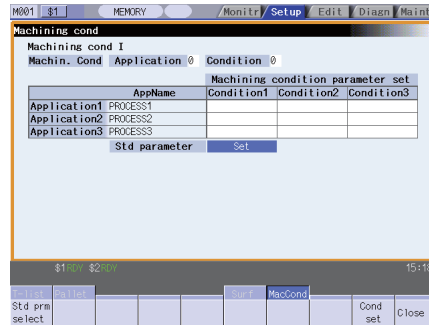 M001 $1 MEMORY Monitr Setup Edit Diagn Maint
Machining cond
Machining cond I
Machin. Cond Application 0 Condition 0
Machining condition parameter set
AppName Condition1 Condition2 Condition3
Application1 PROCESS1
Application2 PROCESS2
Application3 PROCESS3
Std parameter Set
$1RDY $2RDY 15:18
T-list Pallet Surf MacCond
Std prm select Cond set Close